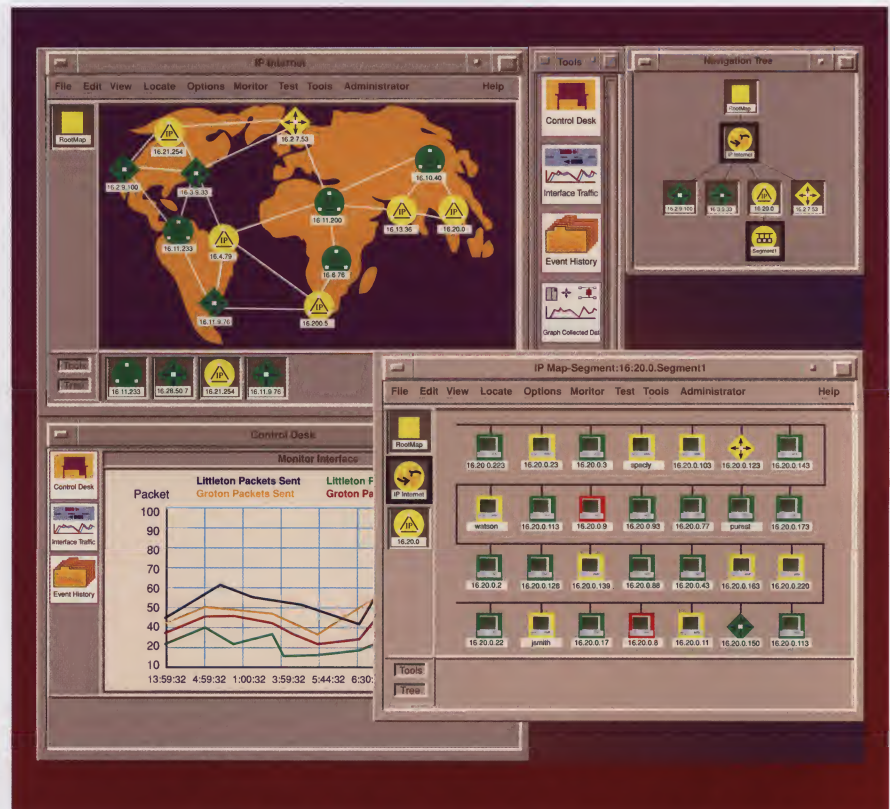 IP Internet
File Edit View Locate Options Monitor Test Tools Administrator Help
RootMap
16.21.254
16.2.7.53
16.2.9.100
16.3.9.33
16.10.40
16.11.200
16.13.36
16.20.0
16.11.233
16.4.79
16.6.76
16.11.9.76
16.200.5
Tools
Tree
16.11.233
16.26.50.7
16.21.254
16.11.9.76
Tools
Control Desk
Interface Traffic
Event History
Graph Collected Dat
Navigation Tree
RootMap
IP Internet
16.2.9.100
16.3.9.33
16.20.0
16.2.7.53
Segment1
Control Desk
Monitor Interface
Control Desk
Interface Traffic
Event History
Littleton Packets Sent
Littleton P
Groton Packets Sent
Groton Pa
Packet
100
90
80
70
60
50
40
20
10
13:59:32 4:59:32 1:00:32 3:59:32 5:44:32 6:30:
IP Map-Segment:16:20.0.Segment1
File Edit View Locate Options Monitor Test Tools Administrator Help
RootMap
IP Internet
16.20.0
16.20.0.223 16.20.0.23 16.20.0.3 specly 16.20.0.103 16.20.0.123 16.20.0.143
watson 16.20.0.113 16.20.0.9 16.20.0.93 16.20.0.77 purnst 16.20.0.173
16.20.0.2 16.20.0.126 16.20.0.139 16.20.0.88 16.20.0.43 16.20.0.163 16.20.0.220
16.20.0.22 jsmith 16.20.0.17 16.20.0.8 16.20.0.11 16.20.0.150 16.20.0.113
Tools
Tree